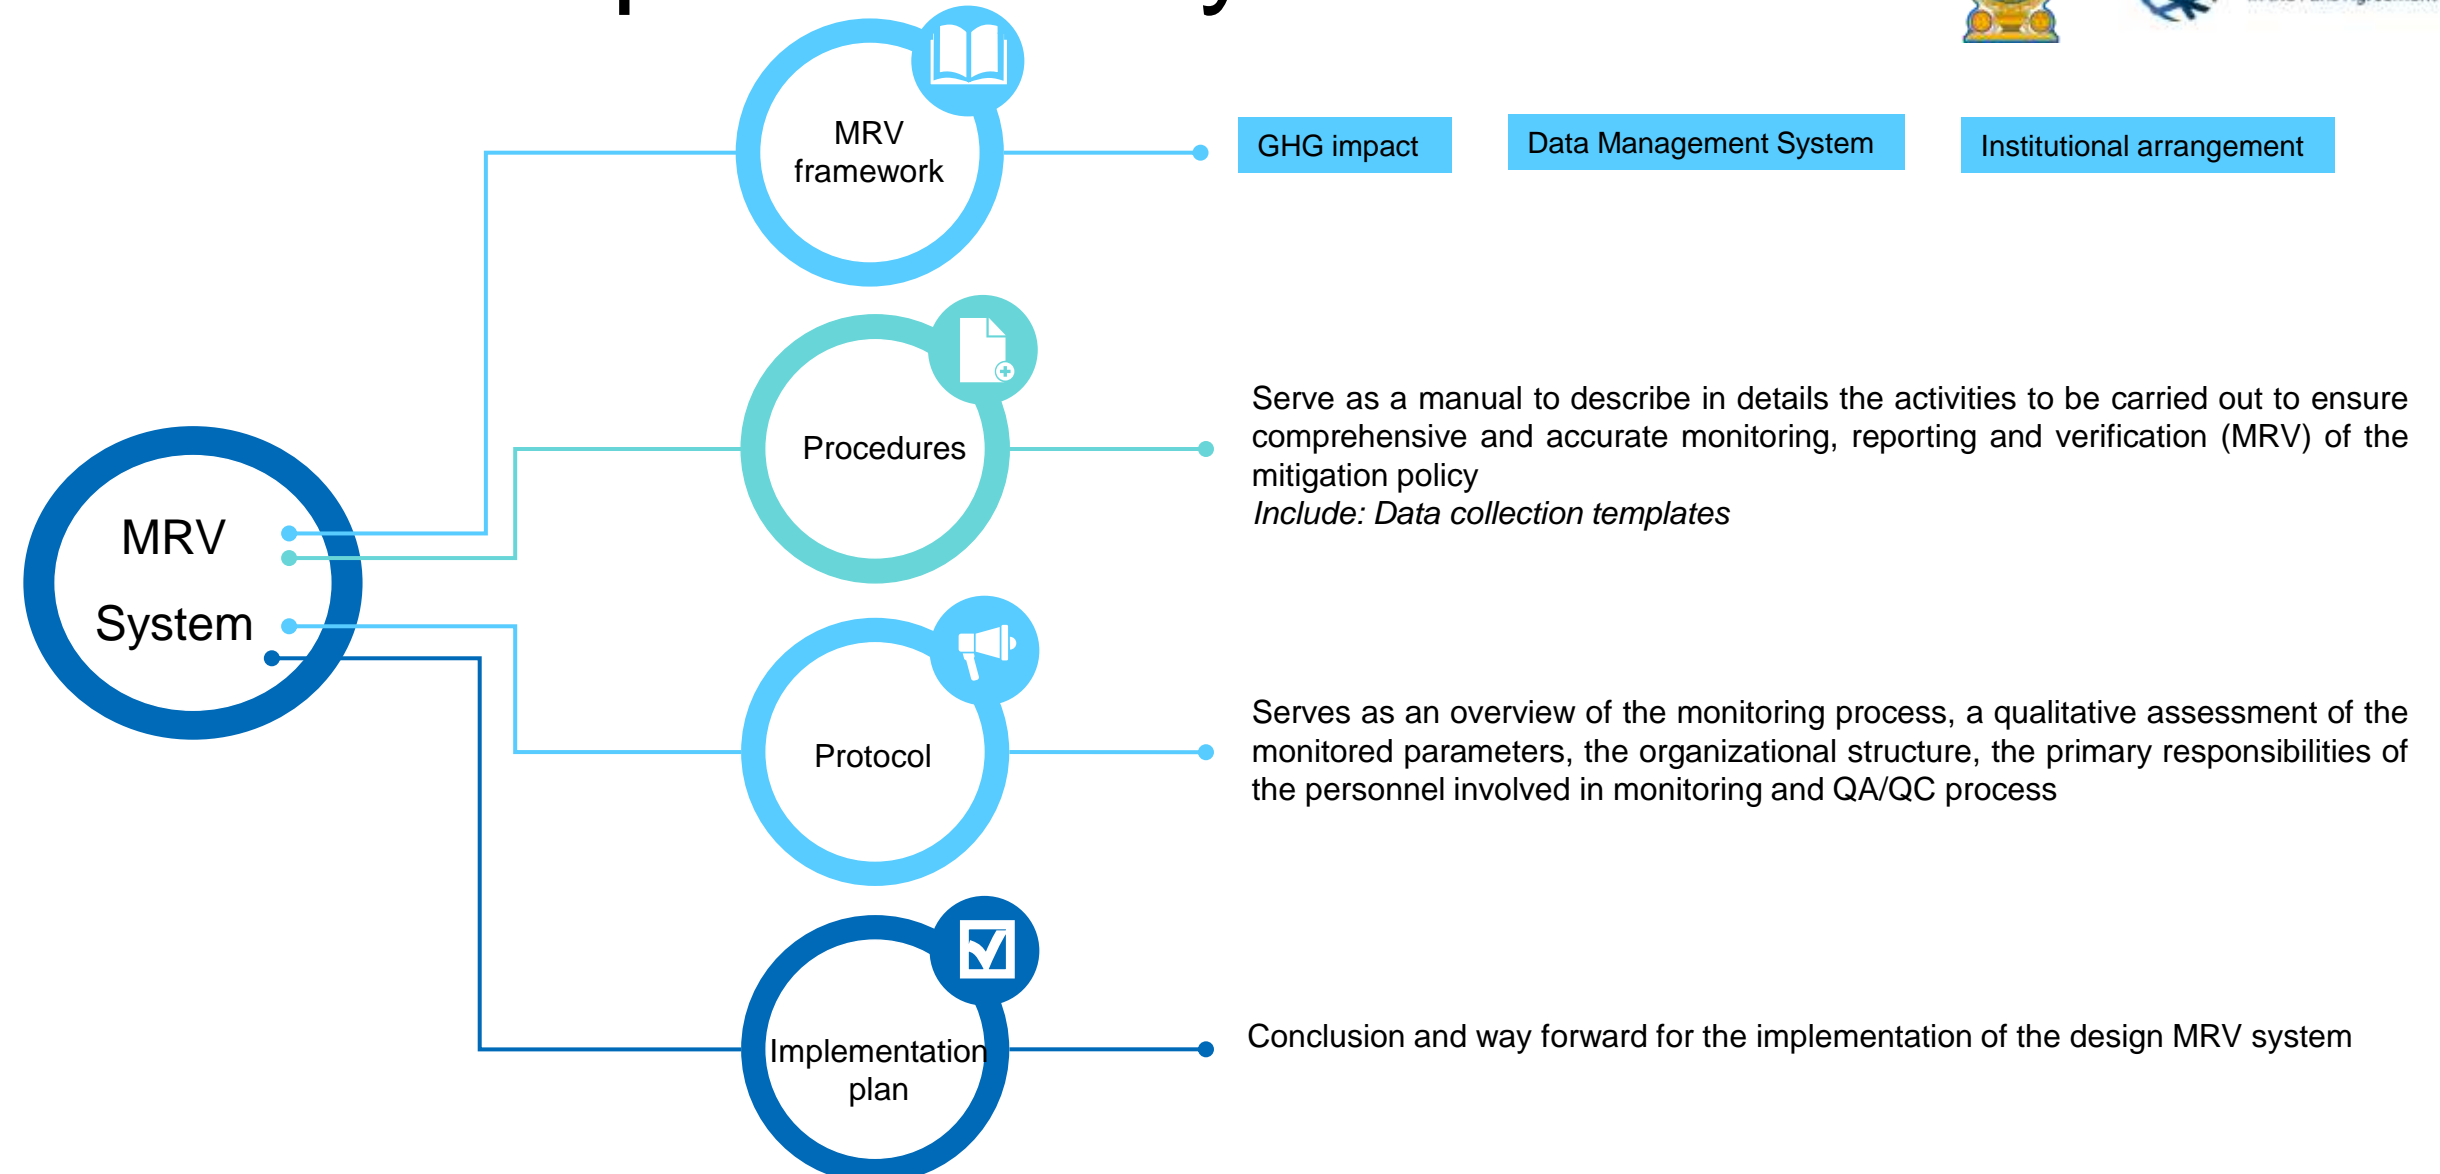 MRV
framework
GHG impact
Data Management System
Institutional arrangement
Procedures
Serve as a manual to describe in details the activities to be carried out to ensure
comprehensive and accurate monitoring, reporting and verification (MRV) of the
mitigation policy
Include: Data collection templates
MRV
System
Protocol
Serves as an overview of the monitoring process, a qualitative assessment of the
monitored parameters, the organizational structure, the primary responsibilities of
the personnel involved in monitoring and QA/QC process
Implementation
plan
Conclusion and way forward for the implementation of the design MRV system